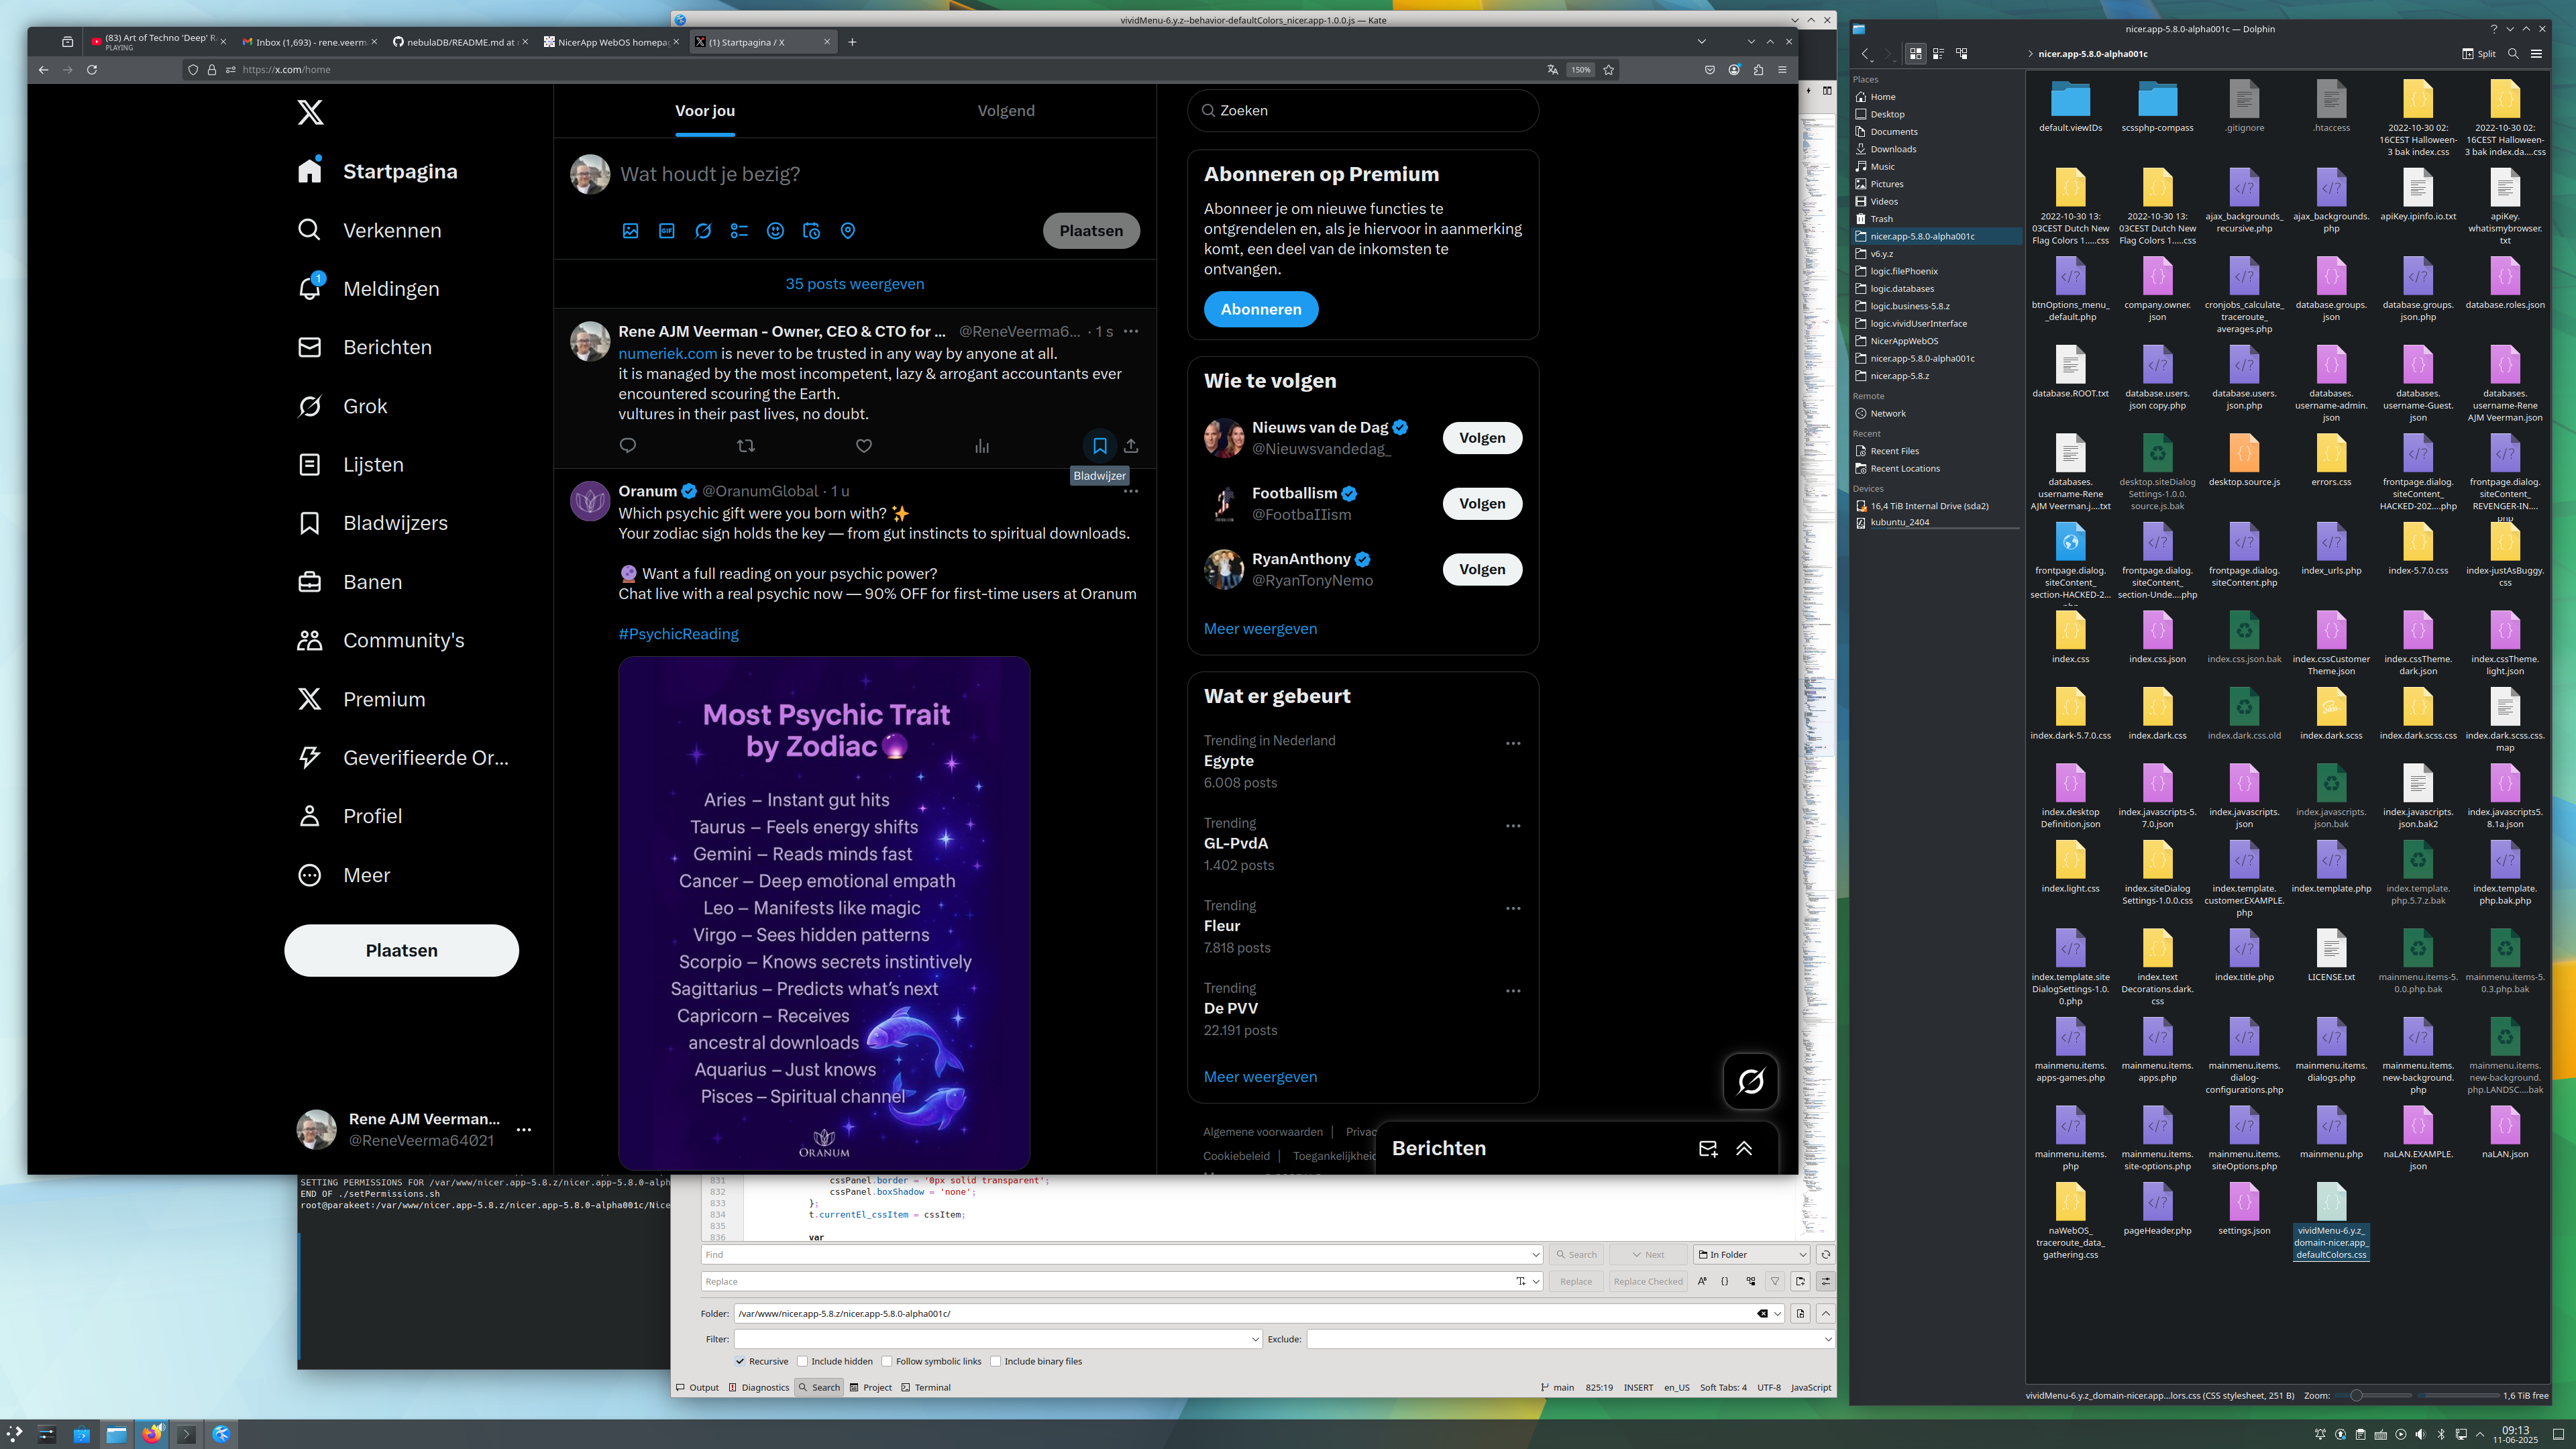 vividMenu-6.y.z--behavior-defaultColors_nicer.app-1.0.0.js — Kate
(83) Art of Techno 'Deep' R
PLAYING
Inbox (1,693) - rene.veerm
nebulaDB/README.md at
NicerApp WebOS homepag
(1) Startpagina / X
https://x.com/home
150%
Startpagina
Verkennen
1
Meldingen
Berichten
Grok
Lijsten
Bladwijzers
Banen
Community's
Premium
Geverifieerde Or...
Profiel
Meer
Plaatsen
Rene AJM Veerman...
@ReneVeerma64021
Voor jou
Volgend
Wat houdt je bezig?
GIF
Plaatsen
35 posts weergeven
Rene AJM Veerman - Owner, CEO & CTO for ... @ReneVeerma6... · 1 s
numeriek.com is never to be trusted in any way by anyone at all.
it is managed by the most incompetent, lazy & arrogant accountants ever
encountered scouring the Earth.
vultures in their past lives, no doubt.
Bladwijzer
Oranum @OranumGlobal · 1 u
Which psychic gift were you born with? ✨
Your zodiac sign holds the key — from gut instincts to spiritual downloads.
🔮 Want a full reading on your psychic power?
Chat live with a real psychic now — 90% OFF for first-time users at Oranum
#PsychicReading
Most Psychic Trait
by Zodiac🔮
Aries – Instant gut hits
Taurus – Feels energy shifts
Gemini – Reads minds fast
Cancer – Deep emotional empath
Leo – Manifests like magic
Virgo – Sees hidden patterns
Scorpio – Knows secrets instinctively
Sagittarius – Predicts what's next
Capricorn – Receives
ancestral downloads
Aquarius – Just knows
Pisces – Spiritual channel
ORANUM
Zoeken
Abonneren op Premium
Abonneer je om nieuwe functies te
ontgrendelen en, als je hiervoor in aanmerking
komt, een deel van de inkomsten te
ontvangen.
Abonneren
Wie te volgen
Nieuws van de Dag
@Nieuwsvandedag_
Volgen
Footballism
@FootbaIIism
Volgen
RyanAnthony
@RyanTonyNemo
Volgen
Meer weergeven
Wat er gebeurt
Trending in Nederland
Egypte
6.008 posts
Trending
GL-PvdA
1.402 posts
Trending
Fleur
7.818 posts
Trending
De PVV
22.191 posts
Meer weergeven
Algemene voorwaarden | Privac
Cookiebeleid | Toegankelijkheid
Berichten
SETTING PERMISSIONS FOR /var/www/nicer.app-5.8.z/nicer.app-5.8.0-alph
END OF ./setPermissions.sh
root@parakeet:/var/www/nicer.app-5.8.z/nicer.app-5.8.0-alpha001c/Nice
831 cssPanel.border = '0px solid transparent';
832 cssPanel.boxShadow = 'none';
833 };
834 t.currentEl_cssItem = cssItem;
835
836 var
Find
Search
Next
In Folder
Replace
Replace
Replace Checked
Folder: /var/www/nicer.app-5.8.z/nicer.app-5.8.0-alpha001c/
Filter:
Exclude:
Recursive
Include hidden
Follow symbolic links
Include binary files
Output
Diagnostics
Search
Project
Terminal
main
825:19
INSERT
en_US
Soft Tabs: 4
UTF-8
JavaScript
nicer.app-5.8.0-alpha001c — Dolphin
nicer.app-5.8.0-alpha001c
Split
Places
Home
Desktop
Documents
Downloads
Music
Pictures
Videos
Trash
nicer.app-5.8.0-alpha001c
v6.y.z
logic.filePhoenix
logic.databases
logic.business-5.8.z
logic.vividUserInterface
NicerAppWebOS
nicer.app-5.8.0-alpha001c
nicer.app-5.8.z
Remote
Network
Recent
Recent Files
Recent Locations
Devices
16,4 TiB Internal Drive (sda2)
kubuntu_2404
default.viewIDs
scssphp-compass
.gitignore
.htaccess
2022-10-30 02:
16CEST Halloween-
3 bak index.css
2022-10-30 02:
16CEST Halloween-
3 bak index.da....css
2022-10-30 13:
03CEST Dutch New
Flag Colors 1.....css
2022-10-30 13:
03CEST Dutch New
Flag Colors 1.....css
ajax_backgrounds_
recursive.php
ajax_backgrounds.
php
apiKey.ipinfo.io.txt
apiKey.
whatismybrowser.
txt
btnOptions_menu_
_default.php
company.owner.
json
cronjobs_calculate_
traceroute_
averages.php
database.groups.
json
database.groups.
json.php
database.roles.json
database.ROOT.txt
database.users.
json copy.php
database.users.
json.php
databases.
username-admin.
json
databases.
username-Guest.
json
databases.
username-Rene
AJM Veerman.json
databases.
username-Rene
AJM Veerman.j....txt
desktop.siteDialog
Settings-1.0.0.
source.js.bak
desktop.source.js
errors.css
frontpage.dialog.
siteContent_
HACKED-202....php
frontpage.dialog.
siteContent_
REVENGER-IN....
php
frontpage.dialog.
siteContent_
section-HACKED-2...
frontpage.dialog.
siteContent_
section-Unde....php
frontpage.dialog.
siteContent.php
index_urls.php
index-5.7.0.css
index-justAsBuggy.
css
index.css
index.css.json
index.css.json.bak
index.cssCustomer
Theme.json
index.cssTheme.
dark.json
index.cssTheme.
light.json
index.dark-5.7.0.css
index.dark.css
index.dark.css.old
index.dark.scss
index.dark.scss.css
index.dark.scss.css.
map
index.desktop
Definition.json
index.javascripts-5.
7.0.json
index.javascripts.
json
index.javascripts.
json.bak
index.javascripts.
json.bak2
index.javascripts5.
8.1a.json
index.light.css
index.siteDialog
Settings-1.0.0.css
index.template.
customer.EXAMPLE.
php
index.template.php
index.template.
php.5.7.z.bak
index.template.
php.bak.php
index.template.site
DialogSettings-1.0.
0.php
index.text
Decorations.dark.
css
index.title.php
LICENSE.txt
mainmenu.items-5.
0.0.php.bak
mainmenu.items-5.
0.3.php.bak
mainmenu.items.
apps-games.php
mainmenu.items.
apps.php
mainmenu.items.
dialog-
configurations.php
mainmenu.items.
dialogs.php
mainmenu.items.
new-background.
php
mainmenu.items.
new-background.
php.LANDSC....bak
mainmenu.items.
php
mainmenu.items.
site-options.php
mainmenu.items.
siteOptions.php
mainmenu.php
naLAN.EXAMPLE.
json
naLAN.json
naWebOS_
traceroute_data_
gathering.css
pageHeader.php
settings.json
vividMenu-6.y.z_
domain-nicer.app_
defaultColors.css
vividMenu-6.y.z_domain-nicer.app...lors.css (CSS stylesheet, 251 B)
Zoom:
1,6 TiB free
09:13
11-06-2025